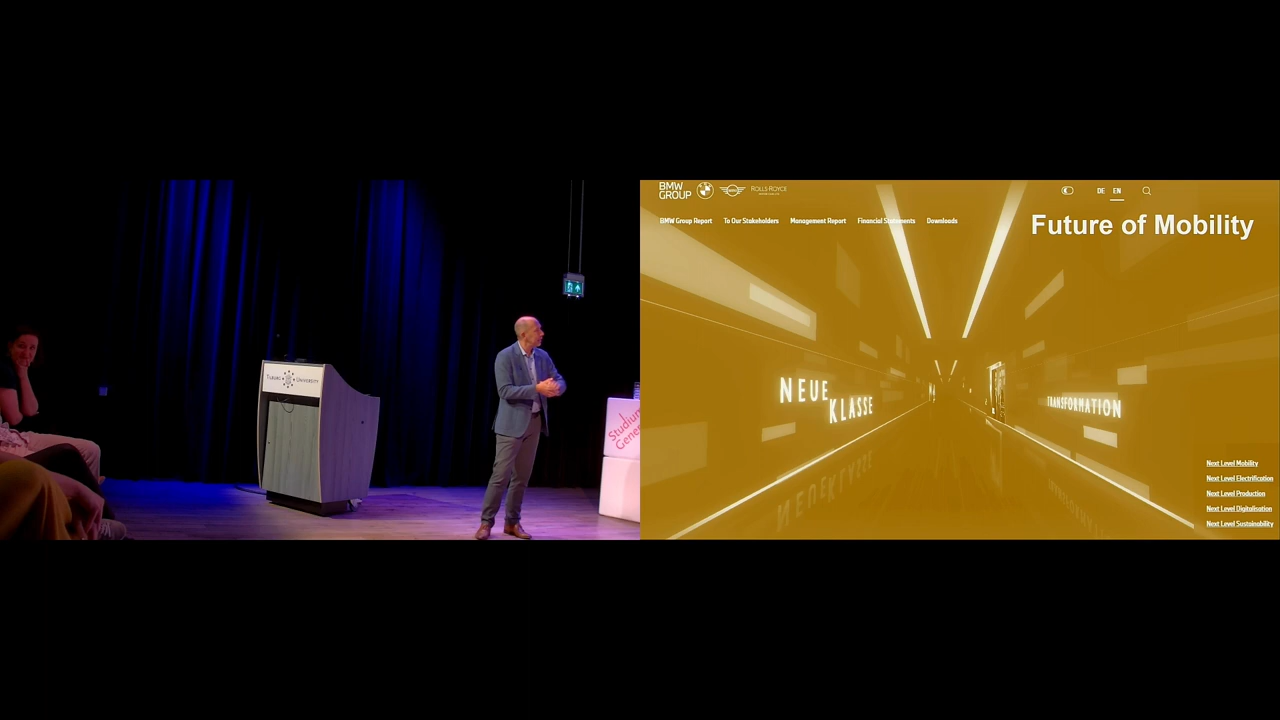 TILBURG UNIVERSITY
Studium
Gener
BMW
GROUP
ROLLS-ROYCE
DE EN
BMW Group Report To Our Stakeholders Management Report Financial Statements Downloads
Future of Mobility
NEUE
KLASSE
TRANSFORMATION
Next Level Mobility
Next Level Electrification
Next Level Production
Next Level Digitalisation
Next Level Sustainability